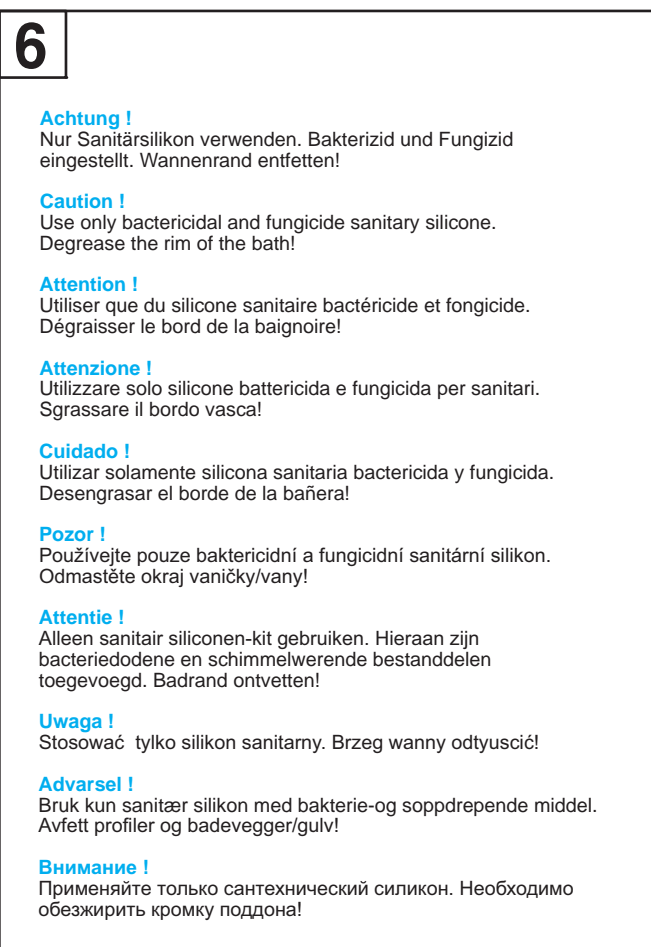 6
Achtung !
Nur Sanitärsilikon verwenden. Bakterizid und Fungizid
eingestellt. Wannenrand entfetten!
Caution !
Use only bactericidal and fungicide sanitary silicone.
Degrease the rim of the bath!
Attention !
Utiliser que du silicone sanitaire bactéricide et fongicide.
Dégraisser le bord de la baignoire!
Attenzione !
Utilizzare solo silicone battericida e fungicida per sanitari.
Sgrassare il bordo vasca!
Cuidado !
Utilizar solamente silicona sanitaria bactericida y fungicida.
Desengrasar el borde de la bañera!
Pozor !
Používejte pouze baktericidní a fungicidní sanitární silikon.
Odmastěte okraj vaničky/vany!
Attentie !
Alleen sanitair siliconen-kit gebruiken. Hieraan zijn
bacteriedodene en schimmelwerende bestanddelen
toegevoegd. Badrand ontvetten!
Uwaga !
Stosować  tylko silikon sanitarny. Brzeg wanny odtyuscić!
Advarsel !
Bruk kun sanitær silikon med bakterie-og soppdrepende middel.
Avfett profiler og badevegger/gulv!
Внимание !
Применяйте только сантехнический силикон. Необходимо
обезжирить кромку поддона!